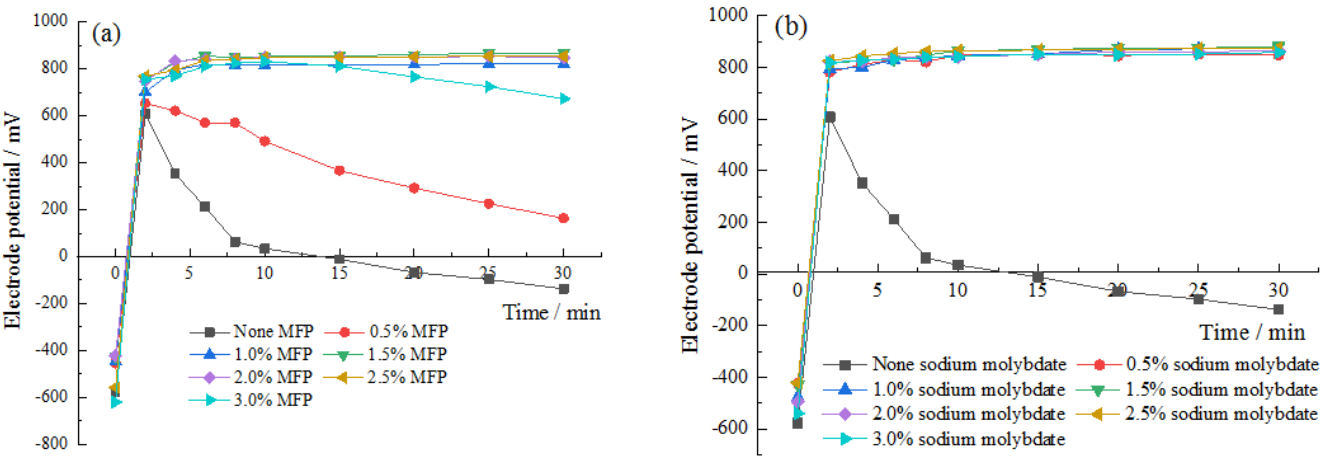 (a)
1000
800
600
400
200
0
-200
-400
-600
-800
0 5 10 15 20 25 30
Electrode potential / mV
Time / min
None MFP 0.5% MFP
1.0% MFP 1.5% MFP
2.0% MFP 2.5% MFP
3.0% MFP
(b)
1000
800
600
400
200
0
-200
-400
-600
0 5 10 15 20 25 30
Electrode potential / mV
Time / min
None sodium molybdate 0.5% sodium molybdate
1.0% sodium molybdate 1.5% sodium molybdate
2.0% sodium molybdate 2.5% sodium molybdate
3.0% sodium molybdate